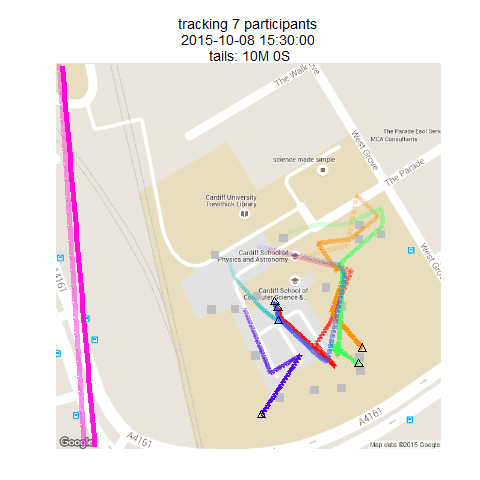 tracking 7 participants
2015-10-08 15:30:00
tails: 10M 0S
The Walk
ove
The Parade Esol Serv
MCA Consultants
West Grove
science made simple
The Parade
Cardiff University
Trevithick Library
West Grove
Cardiff School of
Physics and Astronomy
A4161
Cardiff School of
Computer Science &...
A4161
A4161
Google
Map data ©2015 Google